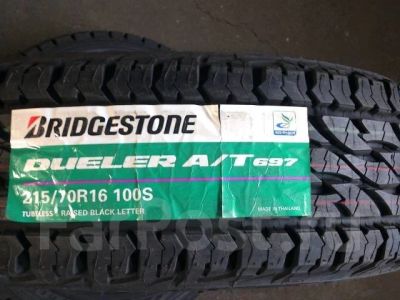 BRIDGESTONE
DUELER A/T 697
215/70R16 100S
TUBELESS RAISED BLACK LETTER
MADE IN THAILAND